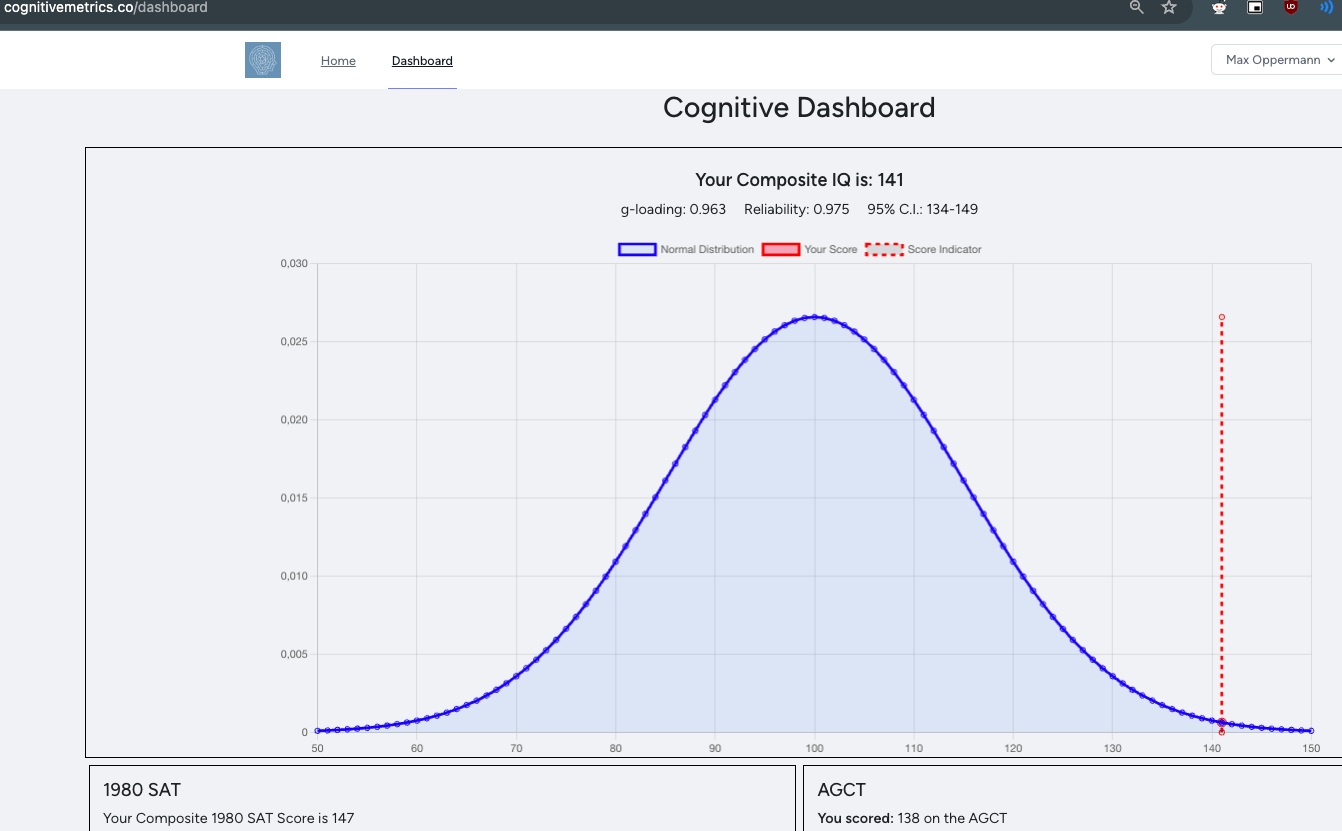 cognitivemetrics.co/dashboard
UD
Home Dashboard Max Oppermann
Cognitive Dashboard
Your Composite IQ is: 141
g-loading: 0.963 Reliability: 0.975 95% C.I.: 134-149
Normal Distribution Your Score Score Indicator
0,030
0,025
0,020
0,015
0,010
0,005
0
50 60 70 80 90 100 110 120 130 140 150
1980 SAT
Your Composite 1980 SAT Score is 147
AGCT
You scored: 138 on the AGCT